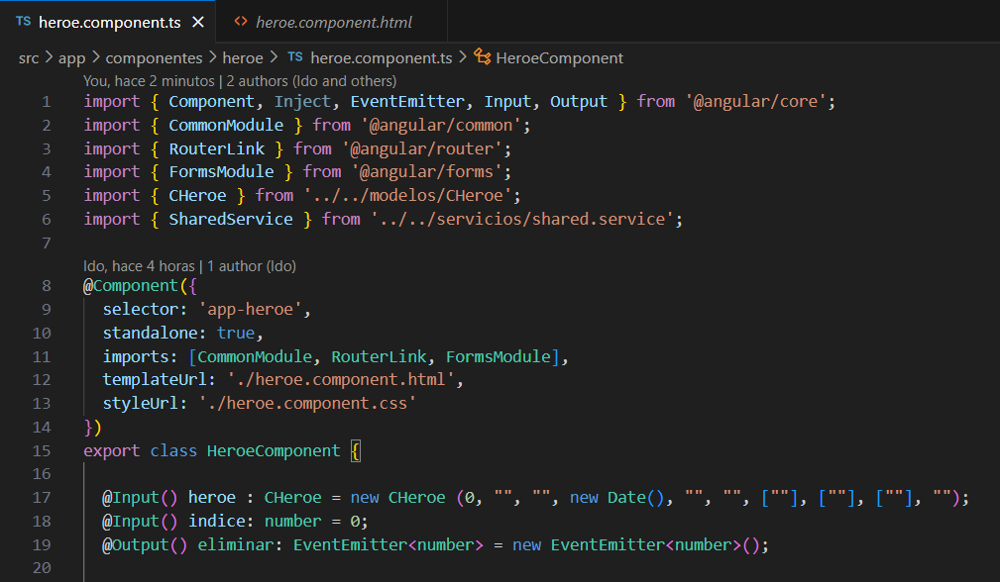 TS heroe.component.ts × <> heroe.component.html
src > app > componentes > heroe > TS heroe.component.ts > HeroeComponent
You, hace 2 minutos | 2 authors (Ido and others)
1 import { Component, Inject, EventEmitter, Input, Output } from '@angular/core';
2 import { CommonModule } from '@angular/common';
3 import { RouterLink } from '@angular/router';
4 import { FormsModule } from '@angular/forms';
5 import { CHeroe } from '../../modelos/CHeroe';
6 import { SharedService } from '../../servicios/shared.service';
7
Ido, hace 4 horas | 1 author (Ido)
8 @Component({
9 selector: 'app-heroe',
10 standalone: true,
11 imports: [CommonModule, RouterLink, FormsModule],
12 templateUrl: './heroe.component.html',
13 styleUrl: './heroe.component.css'
14 })
15 export class HeroeComponent {
16
17 @Input() heroe : CHeroe = new CHeroe (0, "", "", new Date(), "", "", [""], [""], [""], "");
18 @Input() indice: number = 0;
19 @Output() eliminar: EventEmitter<number> = new EventEmitter<number>();
20